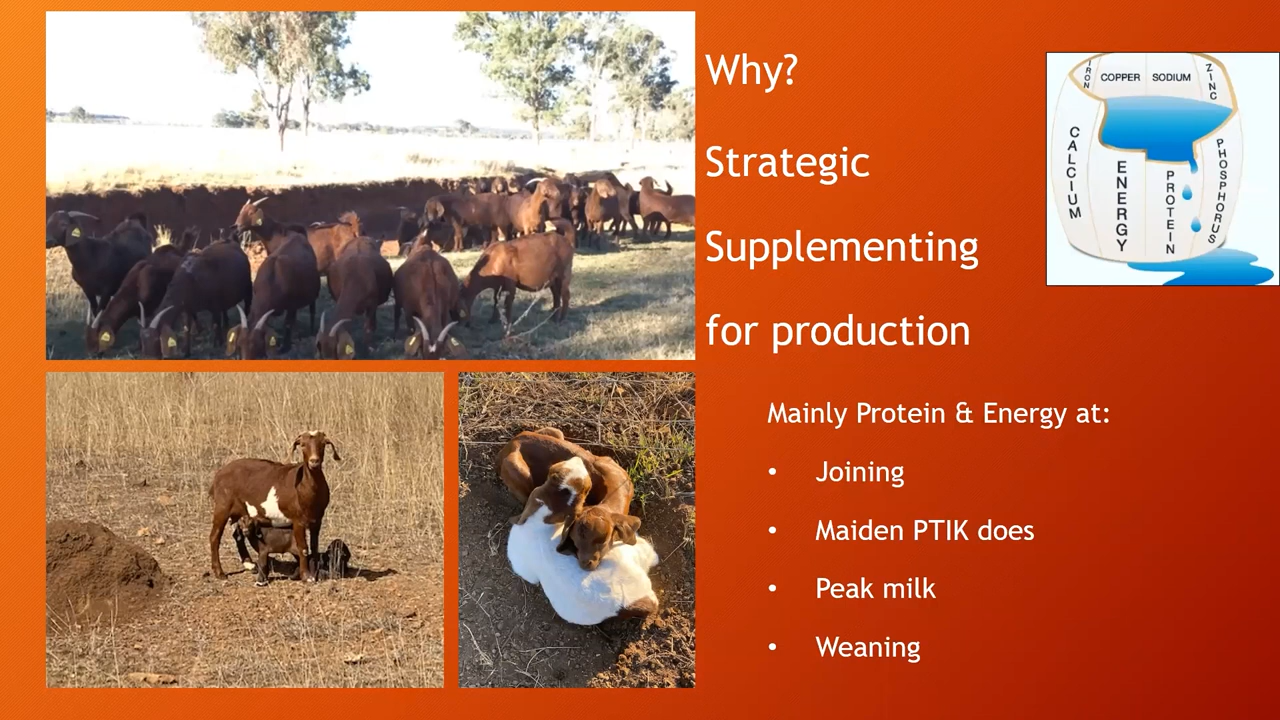 Why?
Strategic
Supplementing
for production
IRON
COPPER
SODIUM
ZINC
CALCIUM
ENERGY
PROTEIN
PHOSPHORUS
Mainly Protein & Energy at:
• Joining
• Maiden PTIK does
• Peak milk
• Weaning